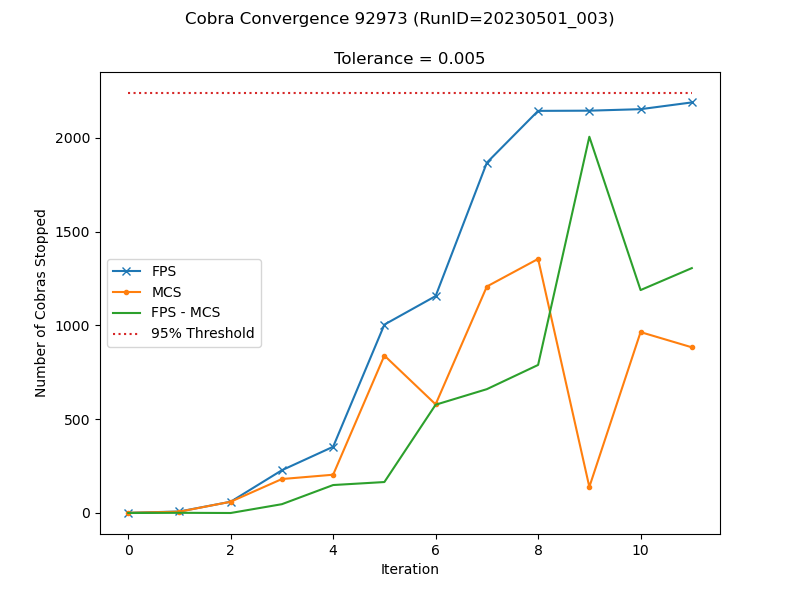 Cobra Convergence 92973 (RunID=20230501_003)
Tolerance = 0.005
Number of Cobras Stopped
2000
1500
1000
500
0
FPS
MCS
FPS - MCS
95% Threshold
0 2 4 6 8 10
Iteration